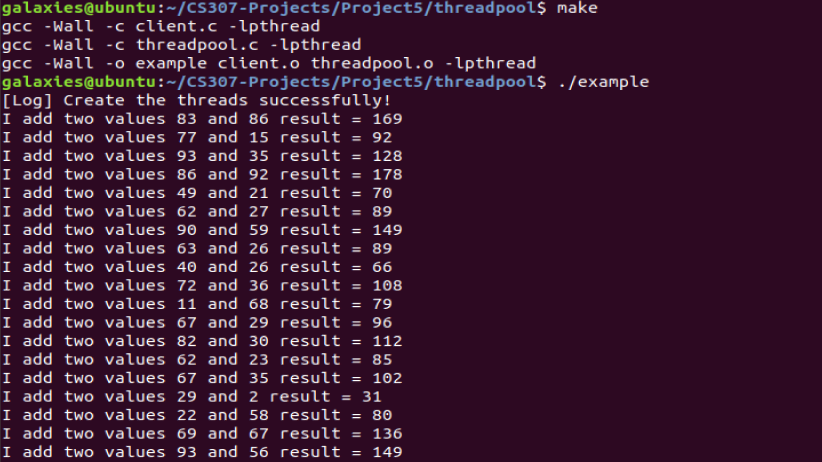 galaxies@ubuntu:~/CS307-Projects/Project5/threadpool$ make
gcc -Wall -c client.c -lpthread
gcc -Wall -c threadpool.c -lpthread
gcc -Wall -o example client.o threadpool.o -lpthread
galaxies@ubuntu:~/CS307-Projects/Project5/threadpool$ ./example
[Log] Create the threads successfully!
I add two values 83 and 86 result = 169
I add two values 77 and 15 result = 92
I add two values 93 and 35 result = 128
I add two values 86 and 92 result = 178
I add two values 49 and 21 result = 70
I add two values 62 and 27 result = 89
I add two values 90 and 59 result = 149
I add two values 63 and 26 result = 89
I add two values 40 and 26 result = 66
I add two values 72 and 36 result = 108
I add two values 11 and 68 result = 79
I add two values 67 and 29 result = 96
I add two values 82 and 30 result = 112
I add two values 62 and 23 result = 85
I add two values 67 and 35 result = 102
I add two values 29 and 2 result = 31
I add two values 22 and 58 result = 80
I add two values 69 and 67 result = 136
I add two values 93 and 56 result = 149